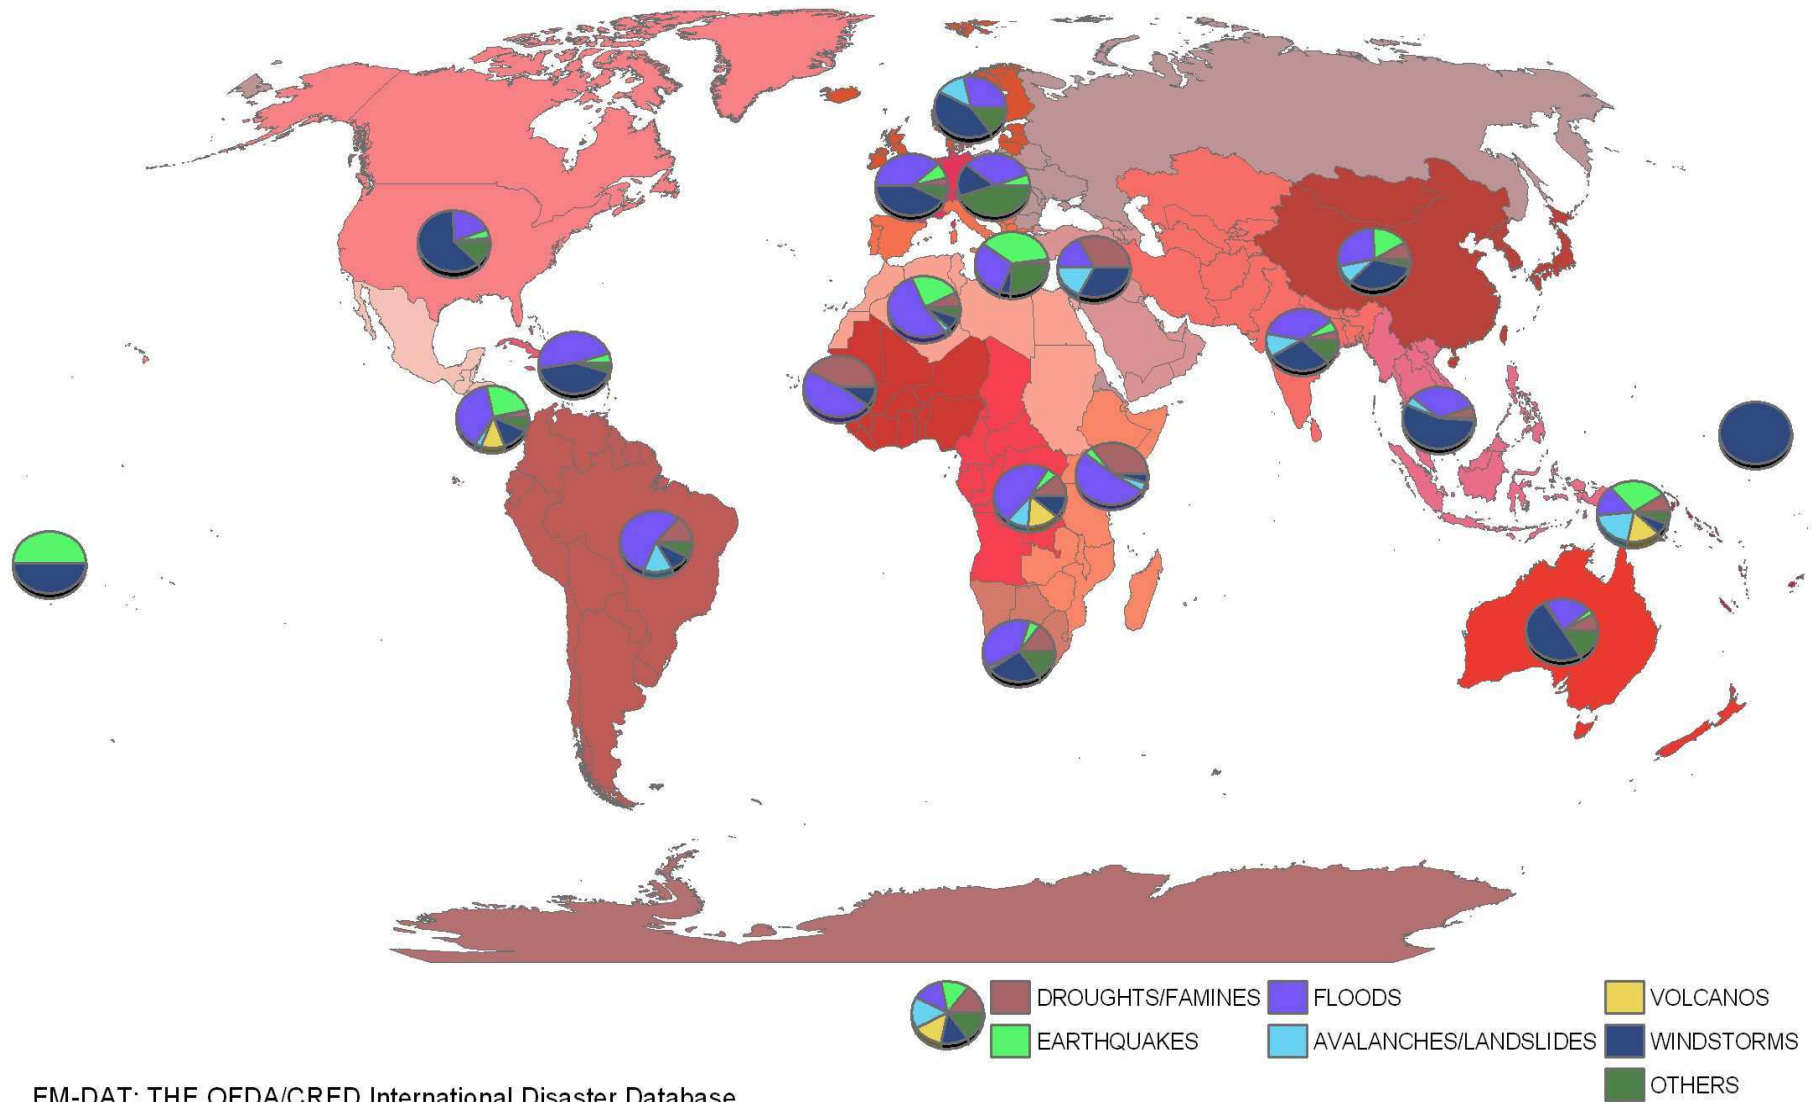 DROUGHTS/FAMINES
FLOODS
VOLCANOS
EARTHQUAKES
AVALANCHES/LANDSLIDES
WINDSTORMS
OTHERS
EM-DAT: THE OFDA/CRED International Disaster Database